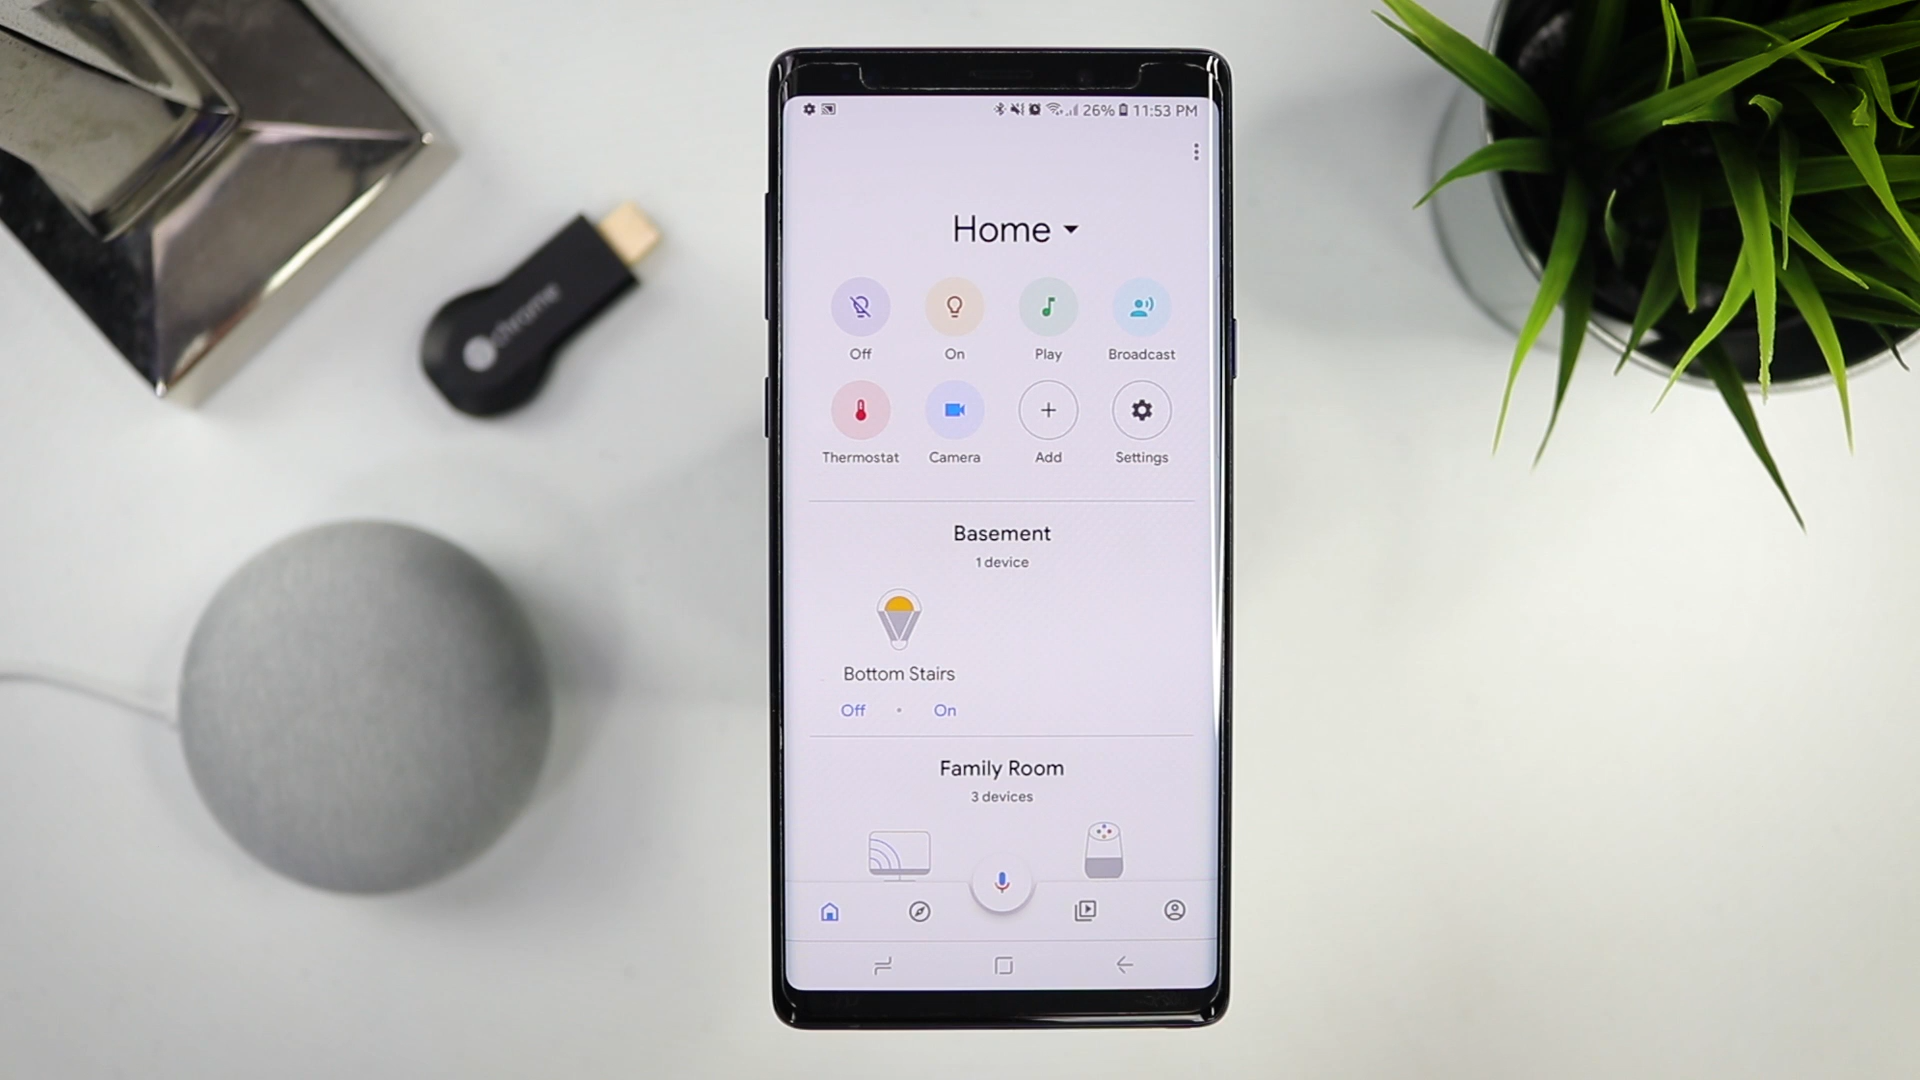 26% 11:53 PM
Home
Off On Play Broadcast
Thermostat Camera Add Settings
Basement
1 device
Bottom Stairs
Off • On
Family Room
3 devices
chrome